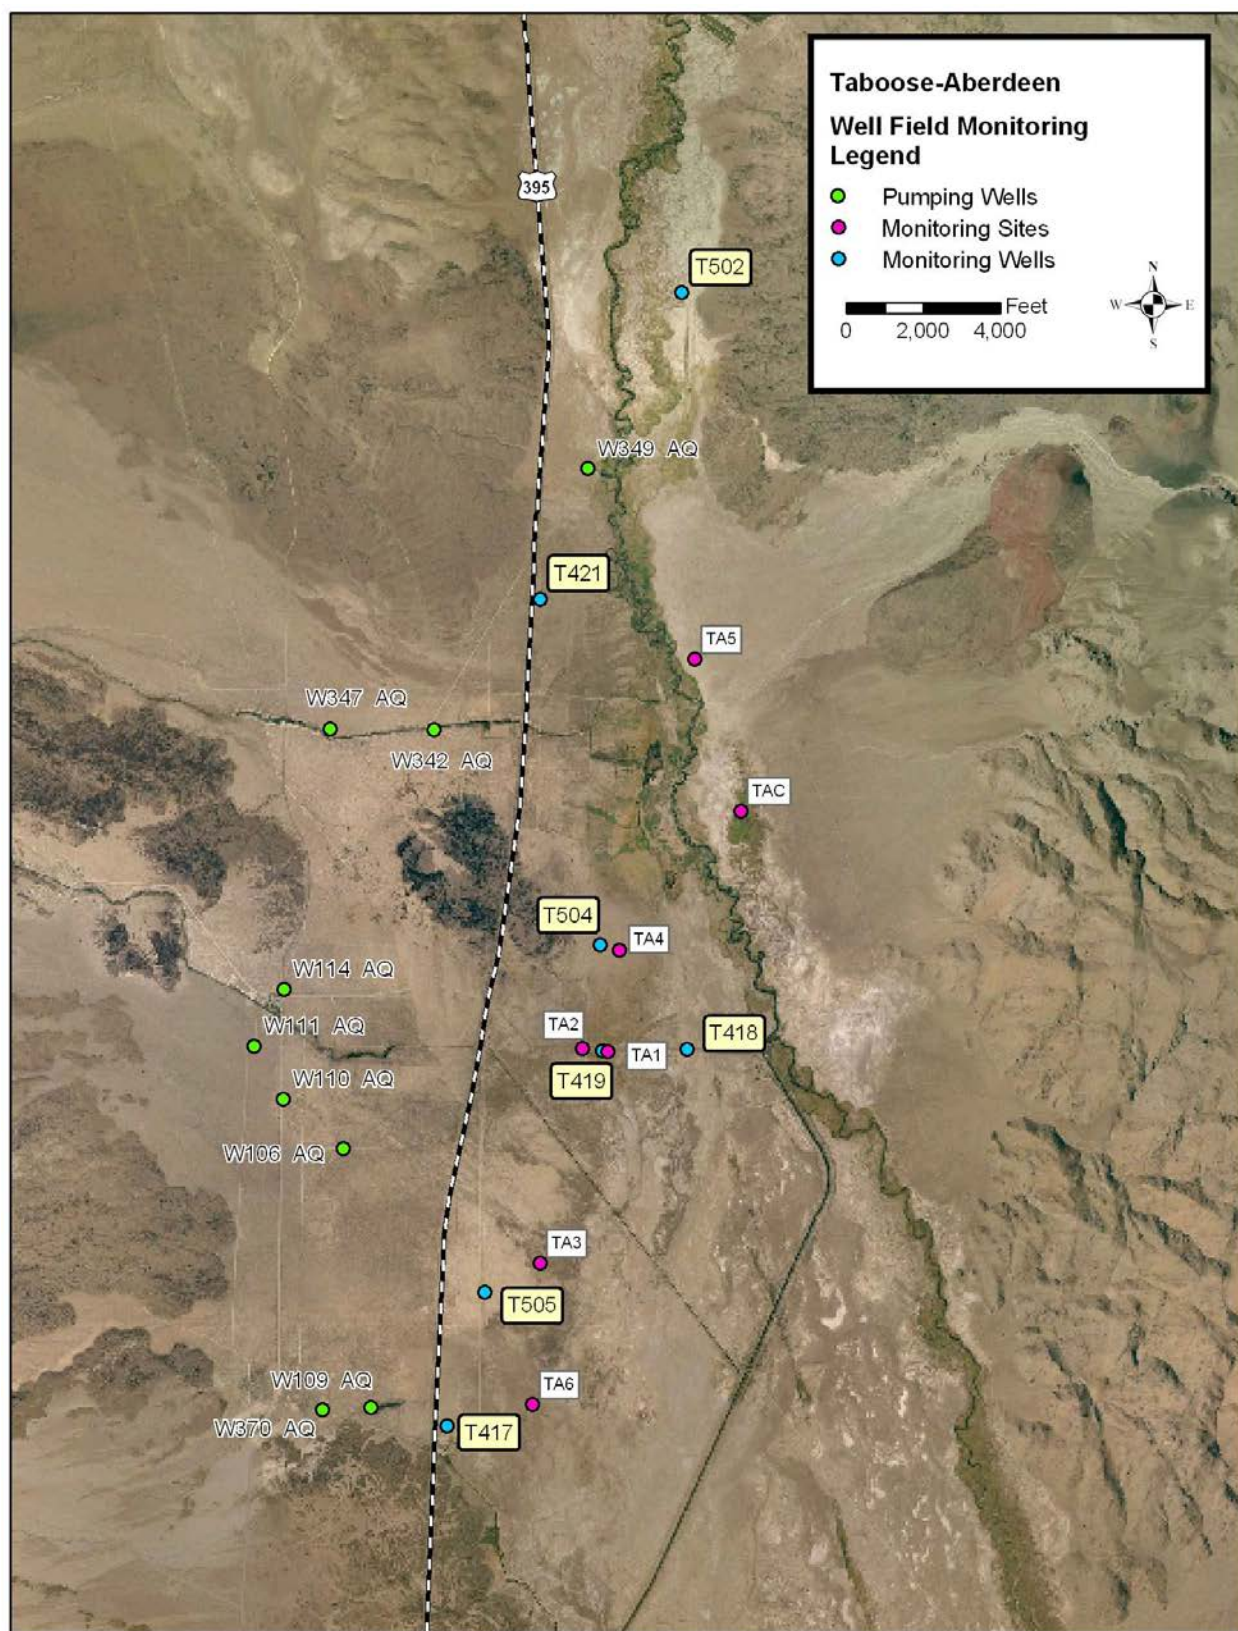 Taboose-Aberdeen
Well Field Monitoring
Legend
Pumping Wells
Monitoring Sites
Monitoring Wells
Feet
0 2,000 4,000
N
W E
S
395
T502
W349 AQ
T421
TA5
W347 AQ
W342 AQ
TAC
T504
TA4
W114 AQ
W111 AQ
TA2
TA1
T418
T419
W110 AQ
W106 AQ
TA3
T505
W109 AQ
TA6
W370 AQ
T417